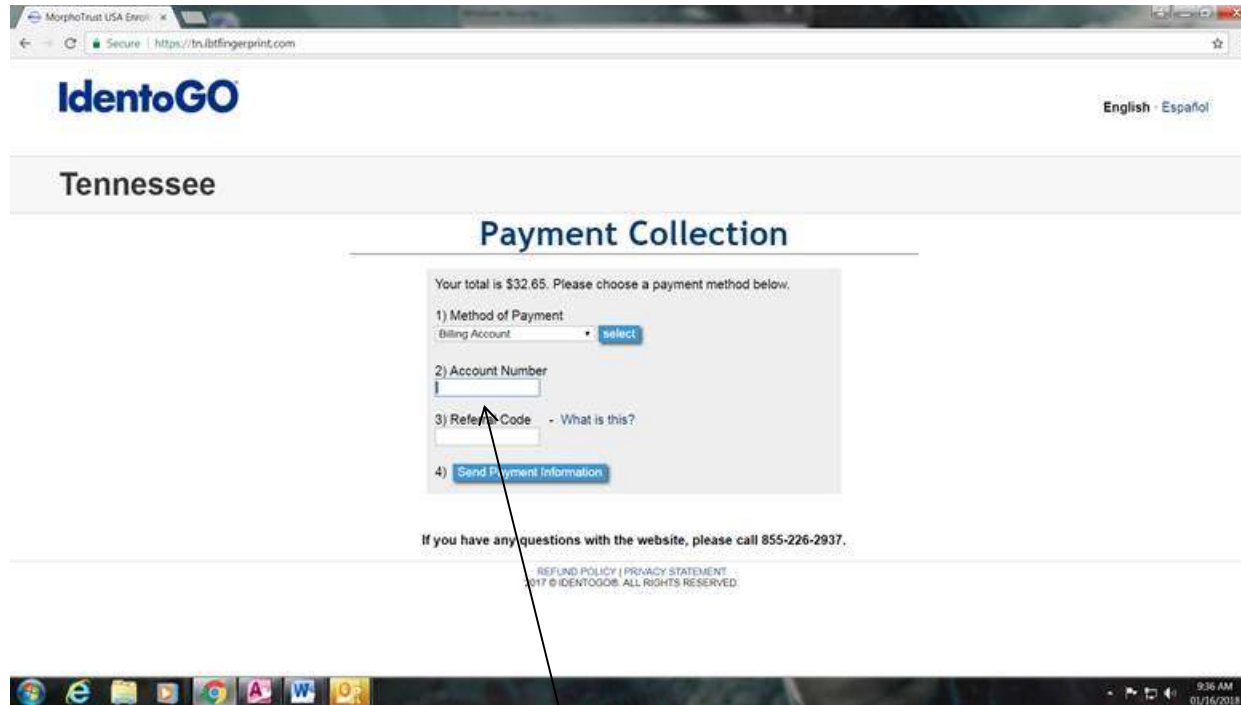 MorphoTrust USA Enroll
Secure | https://tn.ibtfingerprint.com
IdentoGO
English · Español
Tennessee
Payment Collection
Your total is $32.65. Please choose a payment method below.
1) Method of Payment
Billing Account select
2) Account Number
3) Referral Code - What is this?
4) Send Payment Information
If you have any questions with the website, please call 855-226-2937.
REFUND POLICY | PRIVACY STATEMENT
2017 © IDENTOGO®. ALL RIGHTS RESERVED.
9:36 AM
01/16/2018